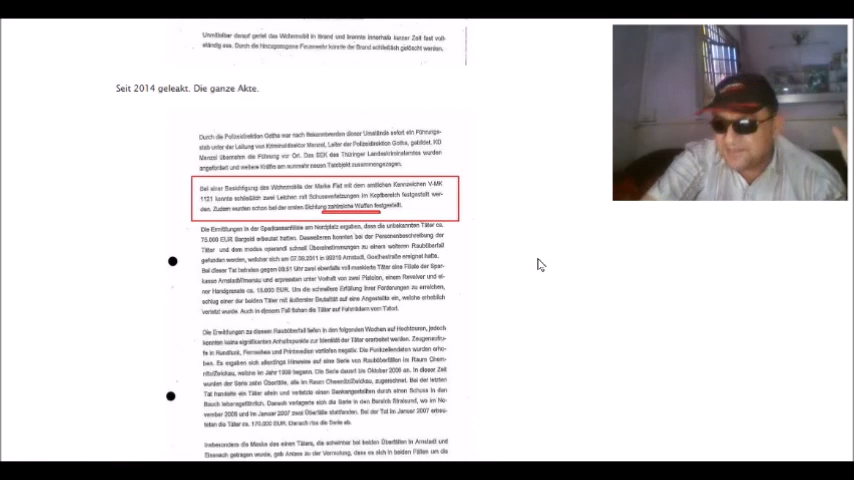 Unmittelbar darauf geriet das Wohnmobil in Brand und brannte innerhalb kurzer Zeit fast voll-
ständig aus. Durch die hinzugezogene Feuerwehr konnte der Brand schließlich gelöscht werden.
Seit 2014 geleakt. Die ganze Akte.
Durch die Polizeidirektion Gotha war nach Bekanntwerden dieser Umstände sofort ein Führungs-
stab unter der Leitung von Kriminaldirektor Menzel, Leiter der Polizeidirektion Gotha, gebildet. KD
Menzel übernahm die Führung vor Ort. Das SEK des Thüringer Landeskriminalamtes wurden
angefordert und weitere Kräfte am nunmehr neuen Tatobjekt zusammengezogen.
Bei einer Besichtigung des Wohnmobils der Marke Fiat mit dem amtlichen Kennzeichen V-MK
1121 konnte schließlich zwei Leichen mit Schussverletzungen im Kopfbereich festgestellt wer-
den. Zudem wurden schon bei der ersten Sichtung zahlreiche Waffen festgestellt.
Die Ermittlungen in der Sparkassenfiliale am Nordplatz ergaben, dass die unbekannten Täter ca.
75.000 EUR Bargeld erbeutet hatten. Desweiteren konnten bei der Personenbeschreibung der
Täter und dem modus operandi schnell Übereinstimmungen zu einem weiteren Raubüberfall
gefunden werden, welcher sich am 07.09.2011 in 99310 Arnstadt, Goethestraße ereignet hatte.
Bei dieser Tat betraten gegen 08:51 Uhr zwei ebenfalls voll maskierte Täter eine Filiale der Spar-
kasse Arnstadt/Ilmenau und erpressten unter Vorhalt von zwei Pistolen, einem Revolver und ei-
ner Handgranate ca. 15.000 EUR. Um die schnellere Erfüllung ihrer Forderungen zu erreichen,
schlug einer der beiden Täter mit äußerster Brutalität auf eine Angestellte ein, welche erheblich
verletzt wurde. Auch in diesem Fall flohen die Täter auf Fahrrädern vom Tatort.
Die Ermittlungen zu diesem Raubüberfall liefen in den folgenden Wochen auf Hochtouren, jedoch
konnten keine signifikanten Anhaltspunkte zur Identität der Täter erarbeitet werden. Zeugenaufru-
fe in Rundfunk, Fernsehen und Printmedien verliefen negativ. Die Funkzellendaten wurden erho-
ben. Es ergaben sich allerdings Hinweise auf eine Serie von Raubüberfällen im Raum Chem-
nitz/Zwickau, welche im Jahr 1999 begann. Die Serie dauert bis Oktober 2006 an. In dieser Zeit
wurden der Serie zehn Überfälle, alle im Raum Chemnitz/Zwickau, zugerechnet. Bei der letzten
Tat handelte ein Täter allein und verletzte einen Bankangestellten durch einen Schuss in den
Bauch lebensgefährlich. Danach verlagerte sich die Serie in den Bereich Stralsund, wo im No-
vember 2006 und im Januar 2007 zwei Überfälle stattfanden. Bei der Tat im Januar 2007 erbeu-
teten die Täter ca. 170.000 EUR. Danach riss die Serie ab.
Insbesondere die Maske des einen Täters, die scheinbar bei beiden Überfällen in Arnstadt und
Eisenach getragen wurde, gab Anlass zu der Vermutung, dass es sich in beiden Fällen um die